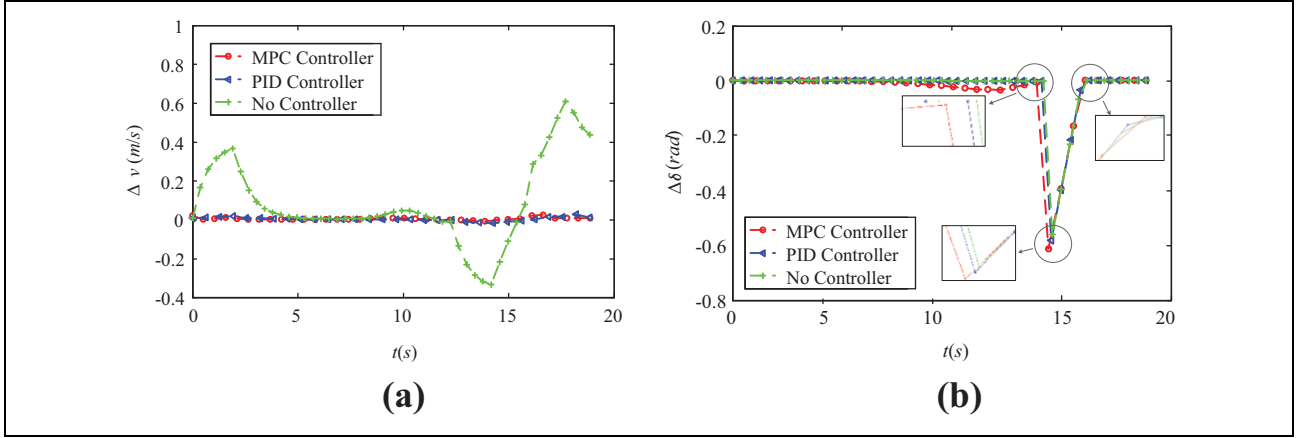 1
0.8
0.6
0.4
0.2
0
-0.2
-0.4
Δ v (m/s)
MPC Controller
PID Controller
No Controller
0 5 10 15 20
t(s)
(a)
0.2
0
-0.2
-0.4
-0.6
-0.8
Δδ (rad)
MPC Controller
PID Controller
No Controller
0 5 10 15 20
t(s)
(b)